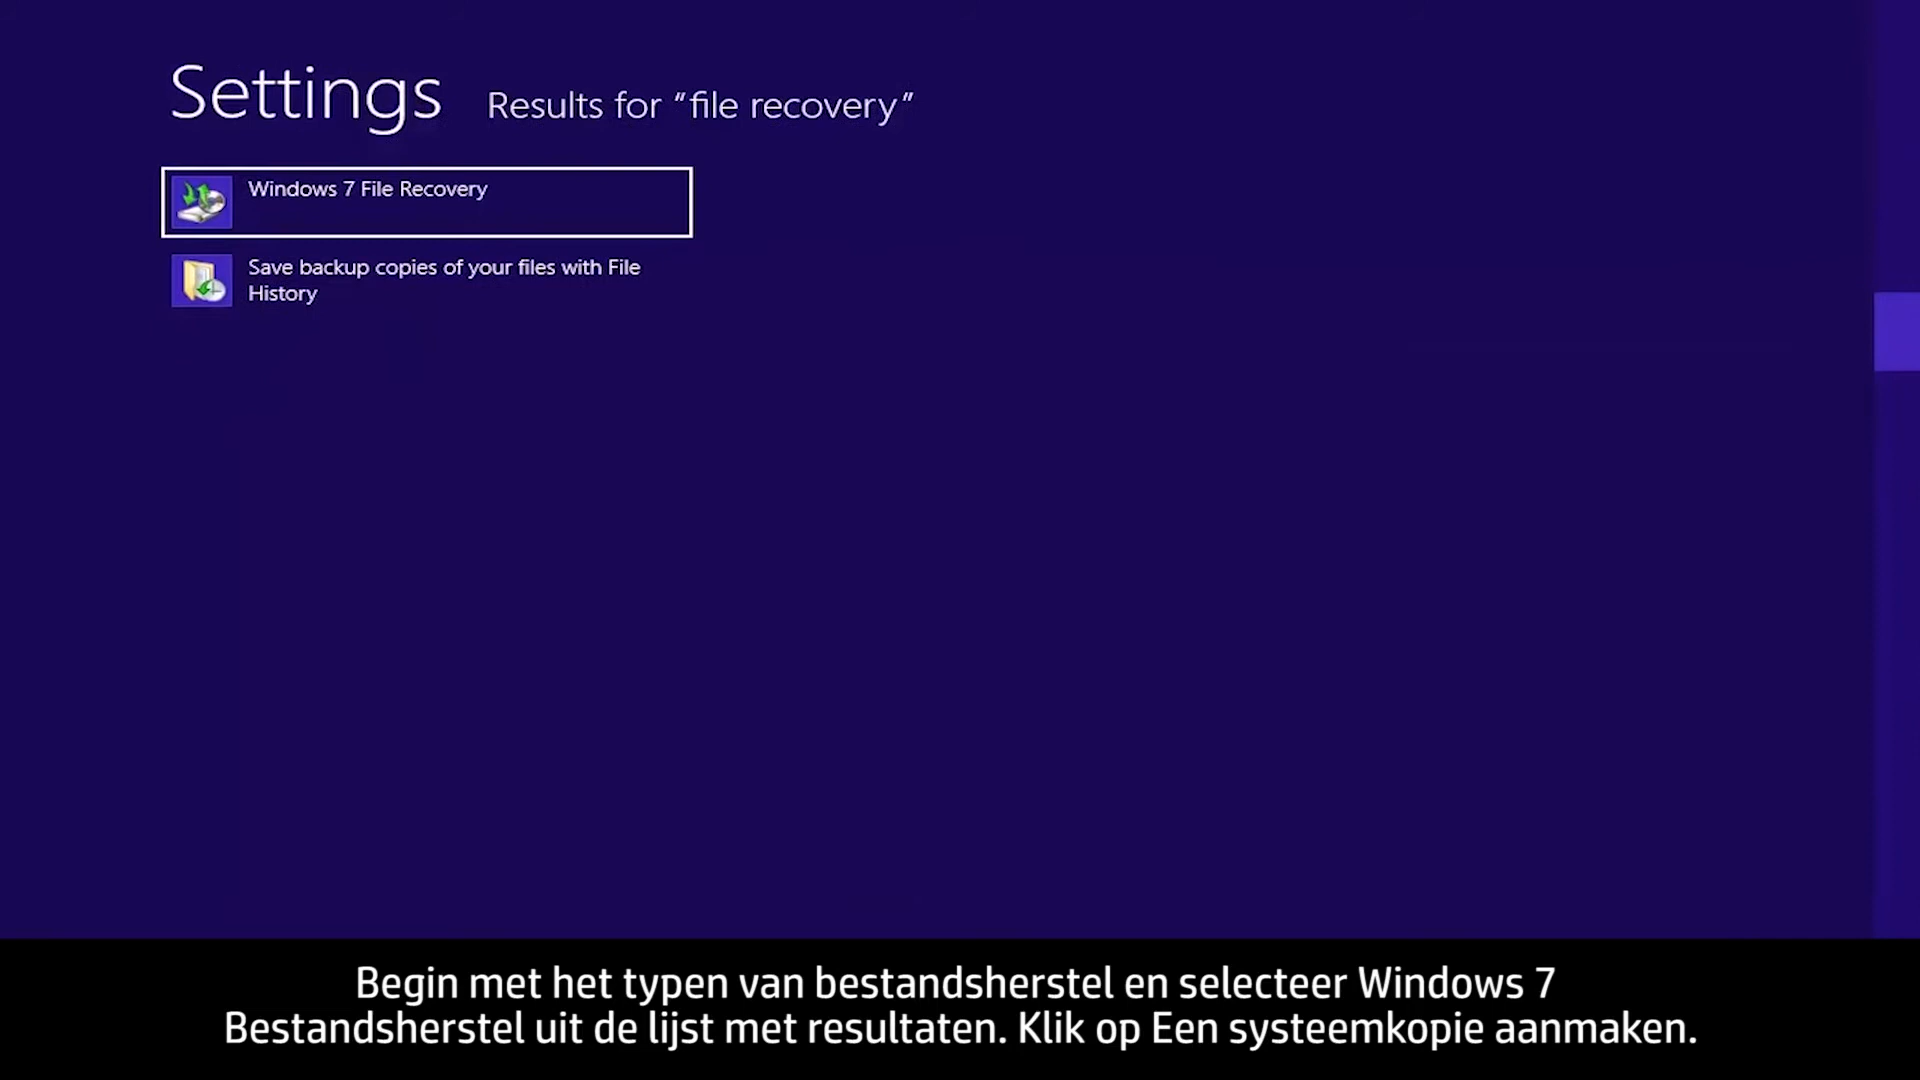 Settings Results for “file recovery”
Windows 7 File Recovery
Save backup copies of your files with File
History
Begin met het typen van bestandsherstel en selecteer Windows 7
Bestandsherstel uit de lijst met resultaten. Klik op Een systeemkopie aanmaken.